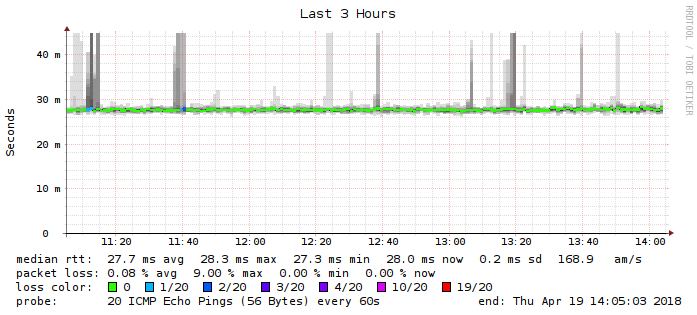 Last 3 Hours
RRDTOOL / TOBI OETIKER
Seconds
40 m
30 m
20 m
10 m
0
11:20 11:40 12:00 12:20 12:40 13:00 13:20 13:40 14:00
median rtt: 27.7 ms avg 28.3 ms max 27.3 ms min 28.0 ms now 0.2 ms sd 168.9 am/s
packet loss: 0.08 % avg 9.00 % max 0.00 % min 0.00 % now
loss color: 0 1/20 2/20 3/20 4/20 10/20 19/20
probe: 20 ICMP Echo Pings (56 Bytes) every 60s end: Thu Apr 19 14:05:03 2018